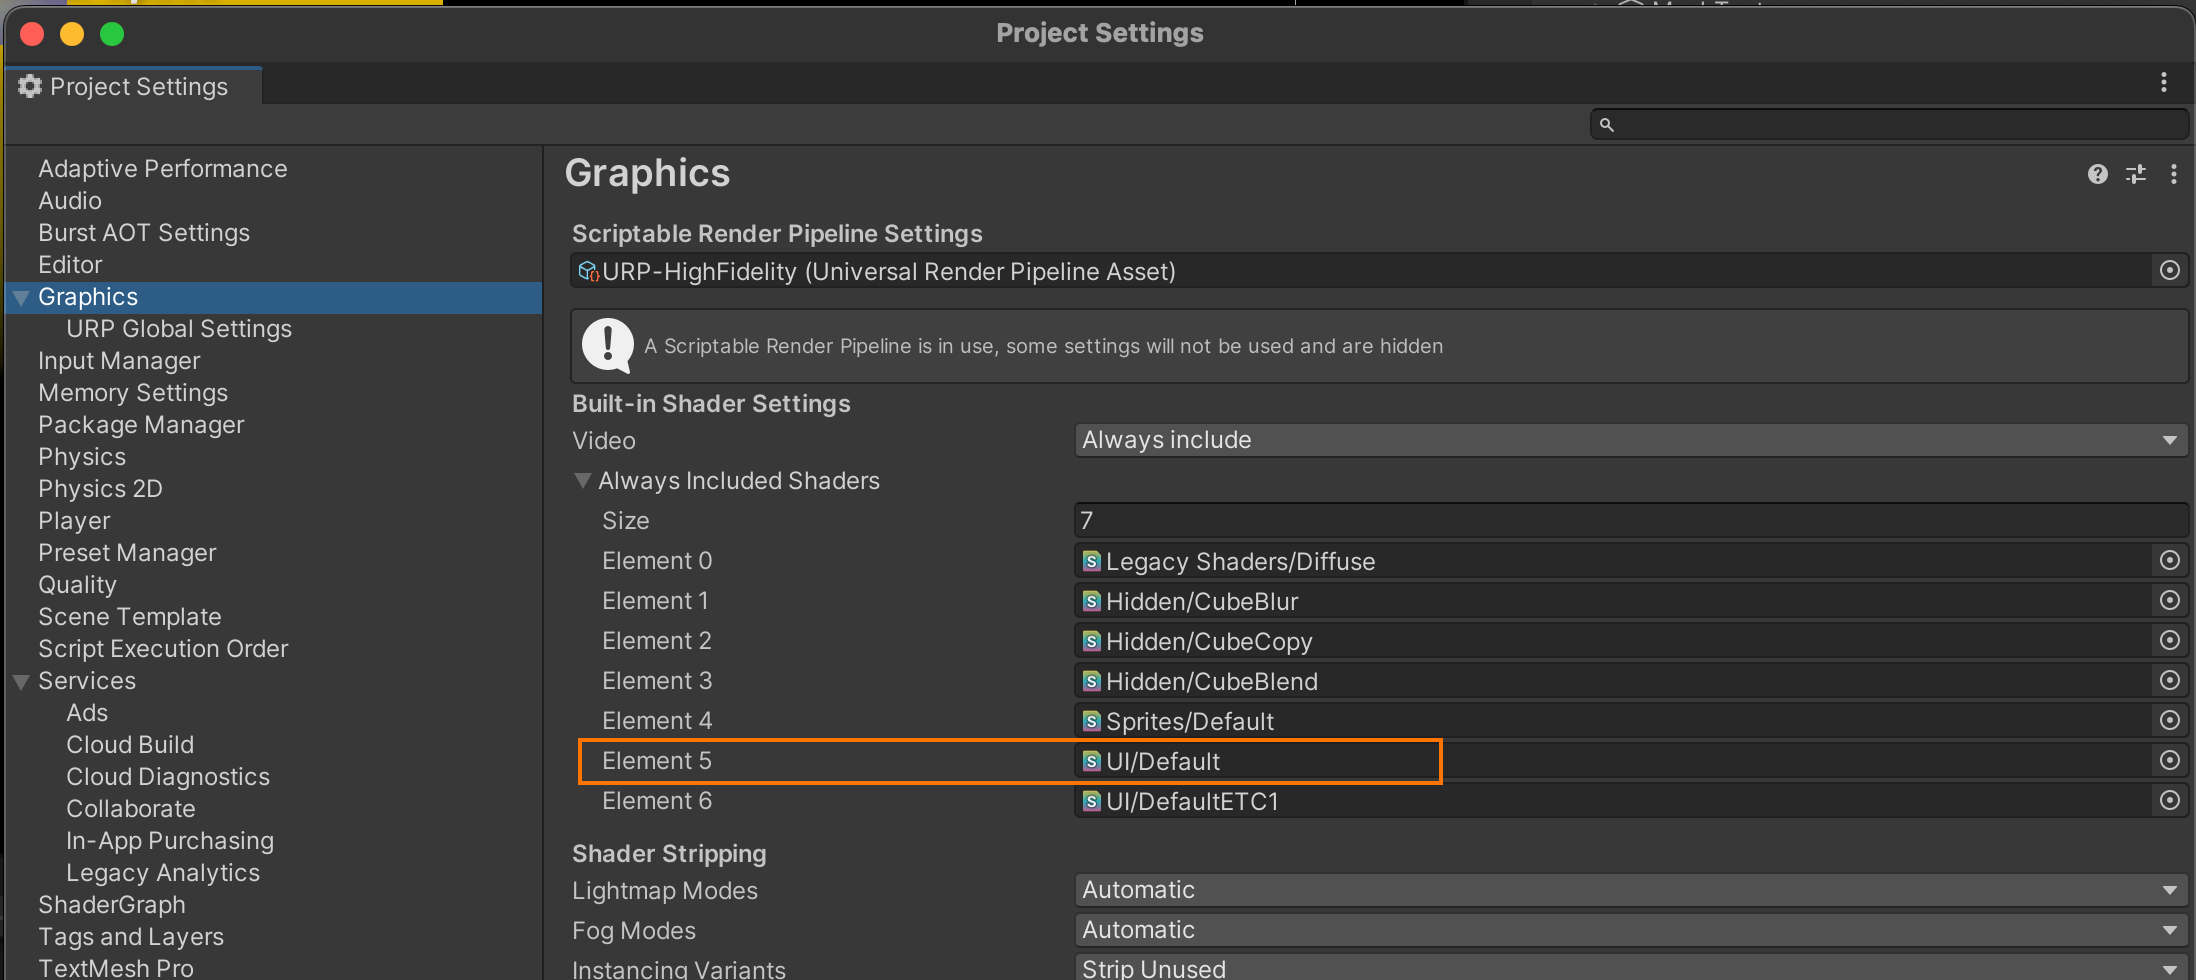 Project Settings
Project Settings
Adaptive Performance
Audio
Burst AOT Settings
Editor
Graphics
URP Global Settings
Input Manager
Memory Settings
Package Manager
Physics
Physics 2D
Player
Preset Manager
Quality
Scene Template
Script Execution Order
Services
Ads
Cloud Build
Cloud Diagnostics
Collaborate
In-App Purchasing
Legacy Analytics
ShaderGraph
Tags and Layers
TextMesh Pro
Graphics
Scriptable Render Pipeline Settings
URP-HighFidelity (Universal Render Pipeline Asset)
A Scriptable Render Pipeline is in use, some settings will not be used and are hidden
Built-in Shader Settings
Video Always include
Always Included Shaders
Size 7
Element 0 Legacy Shaders/Diffuse
Element 1 Hidden/CubeBlur
Element 2 Hidden/CubeCopy
Element 3 Hidden/CubeBlend
Element 4 Sprites/Default
Element 5 UI/Default
Element 6 UI/DefaultETC1
Shader Stripping
Lightmap Modes Automatic
Fog Modes Automatic
Instancing Variants Strip Unused